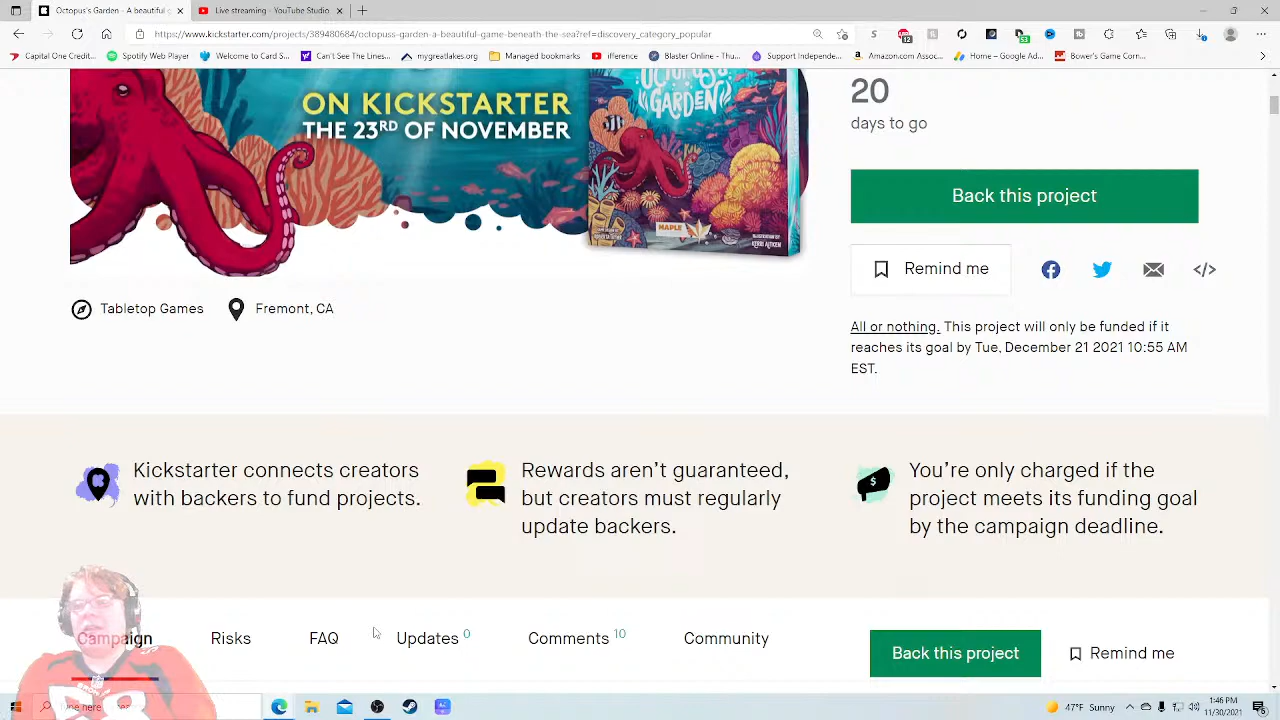 Octopus's Garden - A beautiful g
Live streaming - YouTube Studio
https://www.kickstarter.com/projects/389480684/octopuss-garden-a-beautiful-game-beneath-the-sea?ref=discovery_category_popular
12
53
Capital One Credit...
Spotify Web Player
Welcome to Card S...
Can't See The Lines...
mygreatlakes.org
Managed bookmarks
ifference
Blaster Online - Thu...
Support Independe...
Amazon.com Assoc...
Home – Google Ad...
Bower's Game Corn...
ON KICKSTARTER
THE 23RD OF NOVEMBER
OCTOPUS'S
GARDEN
MAPLE
20
days to go
Back this project
Remind me
</>
Tabletop Games
Fremont, CA
All or nothing. This project will only be funded if it
reaches its goal by Tue, December 21 2021 10:55 AM
EST.
Kickstarter connects creators
with backers to fund projects.
Rewards aren't guaranteed,
but creators must regularly
update backers.
You're only charged if the
project meets its funding goal
by the campaign deadline.
Campaign
Risks
FAQ
Updates 0
Comments 10
Community
Back this project
Remind me
47°F Sunny
1:46 PM
11/30/2021